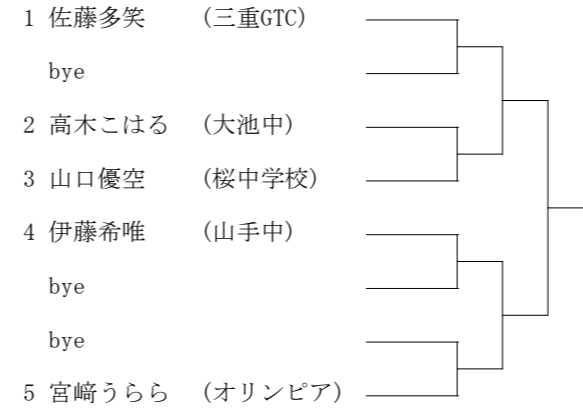 1 佐藤多笑 (三重GTC)
bye
2 高木こはる (大池中)
3 山口優空 (桜中学校)
4 伊藤希唯 (山手中)
bye
bye
5 宮﨑うらら (オリンピア)